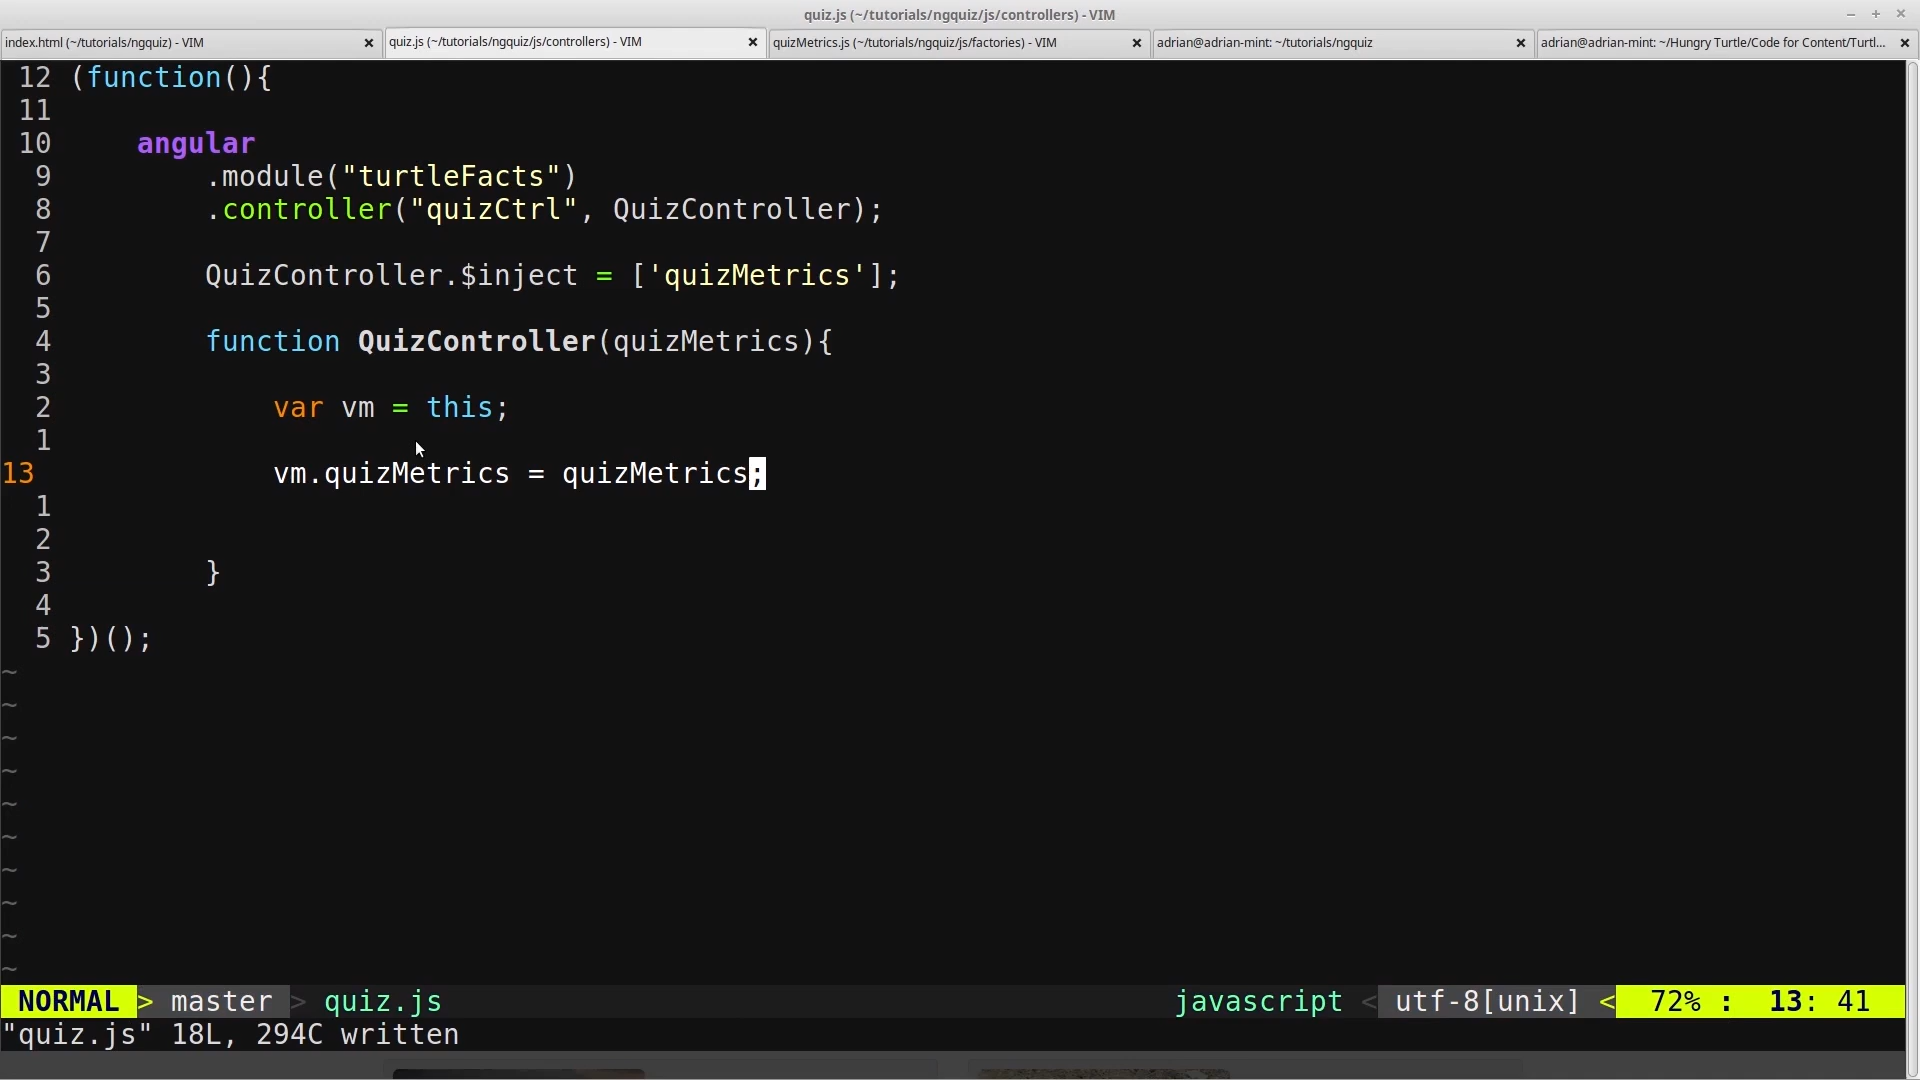 quiz.js (~/tutorials/ngquiz/js/controllers) - VIM
index.html (~/tutorials/ngquiz) - VIM
quiz.js (~/tutorials/ngquiz/js/controllers) - VIM
quizMetrics.js (~/tutorials/ngquiz/js/factories) - VIM
adrian@adrian-mint: ~/tutorials/ngquiz
adrian@adrian-mint: ~/Hungry Turtle/Code for Content/Turtl...
12 (function(){
11
10     angular
9         .module("turtleFacts")
8         .controller("quizCtrl", QuizController);
7
6         QuizController.$inject = ['quizMetrics'];
5
4         function QuizController(quizMetrics){
3
2             var vm = this;
1
13             vm.quizMetrics = quizMetrics;
1
2
3         }
4
5 })();
~
~
~
~
~
~
~
~
~
~
NORMAL > master > quiz.js javascript < utf-8[unix] < 72% : 13: 41
"quiz.js" 18L, 294C written